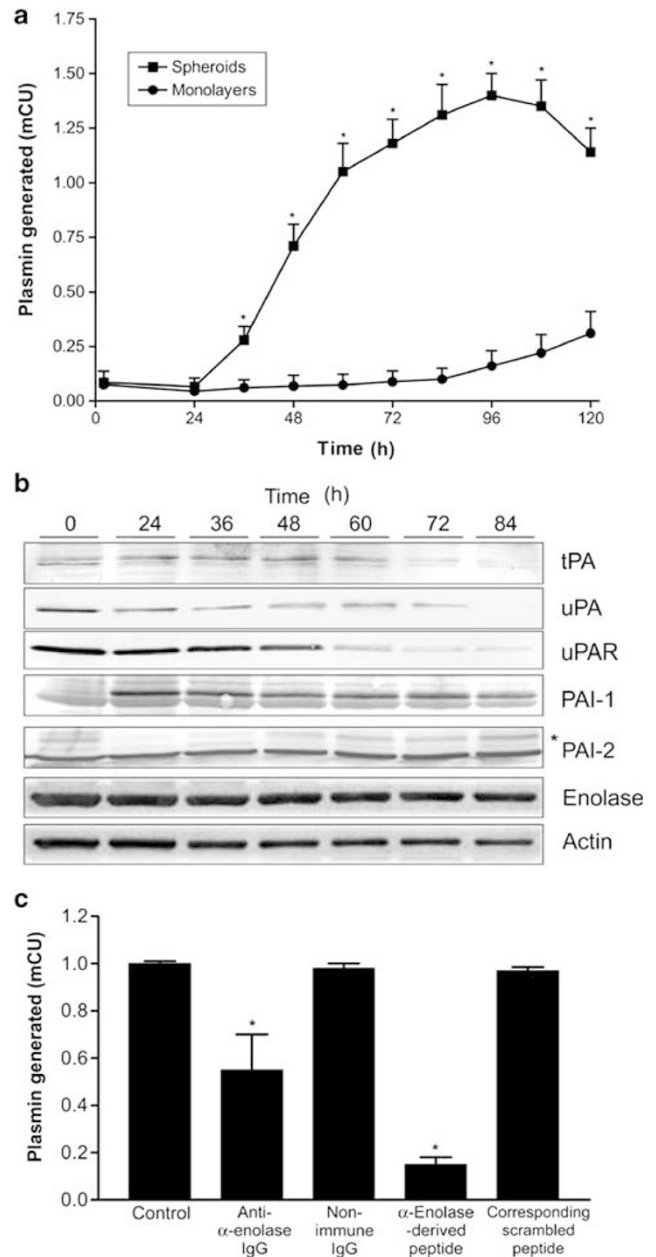 a
Plasmin generated (mCU)
1.75
1.50
1.25
1.00
0.75
0.50
0.25
0.00
Spheroids
Monolayers
* * * * * * * * *
0 24 48 72 96 120
Time (h)
b
Time (h)
0 24 36 48 60 72 84
tPA
uPA
uPAR
PAI-1
* PAI-2
Enolase
Actin
c
Plasmin generated (mCU)
1.2
1.0
0.8
0.6
0.4
0.2
0.0
* *
Control
Anti-
α-enolase
IgG
Non-
immune
IgG
α-Enolase
-derived
peptide
Corresponding
scrambled
peptide